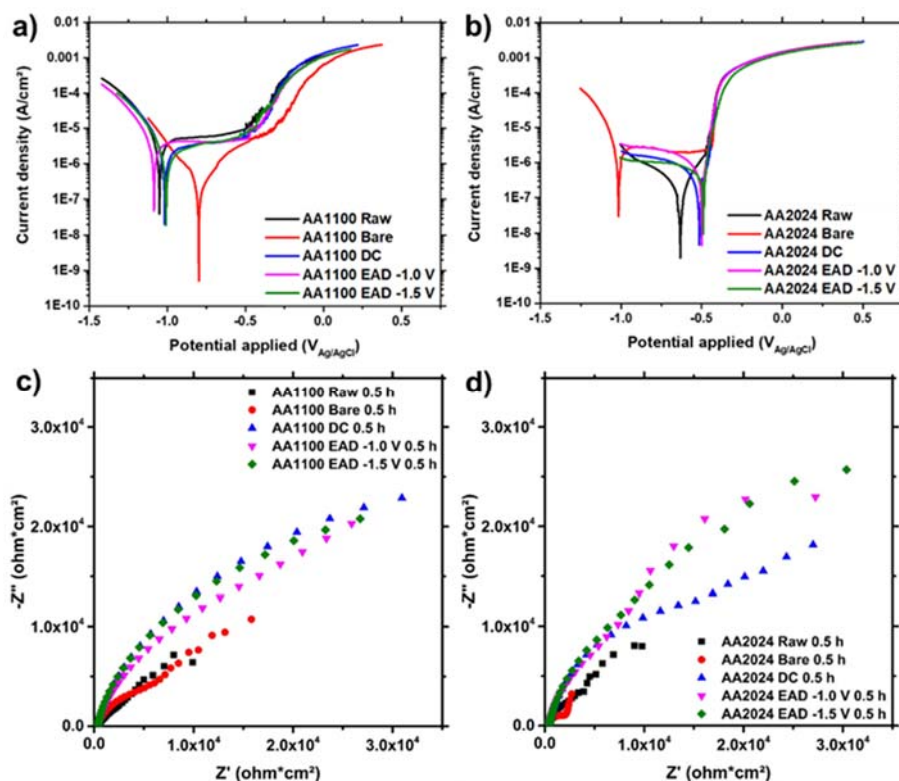 a)
Current density (A/cm²)
0.01
0.001
1E-4
1E-5
1E-6
1E-7
1E-8
1E-9
1E-10
AA1100 Raw
AA1100 Bare
AA1100 DC
AA1100 EAD -1.0 V
AA1100 EAD -1.5 V
-1.5 -1.0 -0.5 0.0 0.5
Potential applied (V_Ag/AgCl)
b)
Current density (A/cm²)
0.01
0.001
1E-4
1E-5
1E-6
1E-7
1E-8
1E-9
1E-10
AA2024 Raw
AA2024 Bare
AA2024 DC
AA2024 EAD -1.0 V
AA2024 EAD -1.5 V
-1.5 -1.0 -0.5 0.0 0.5
Potential applied (V_Ag/AgCl)
c)
-Z'' (ohm*cm²)
3.0x10⁴
2.0x10⁴
1.0x10⁴
0.0
AA1100 Raw 0.5 h
AA1100 Bare 0.5 h
AA1100 DC 0.5 h
AA1100 EAD -1.0 V 0.5 h
AA1100 EAD -1.5 V 0.5 h
0.0 1.0x10⁴ 2.0x10⁴ 3.0x10⁴
Z' (ohm*cm²)
d)
-Z'' (ohm*cm²)
3.0x10⁴
2.0x10⁴
1.0x10⁴
0.0
AA2024 Raw 0.5 h
AA2024 Bare 0.5 h
AA2024 DC 0.5 h
AA2024 EAD -1.0 V 0.5 h
AA2024 EAD -1.5 V 0.5 h
0.0 1.0x10⁴ 2.0x10⁴ 3.0x10⁴
Z' (ohm*cm²)